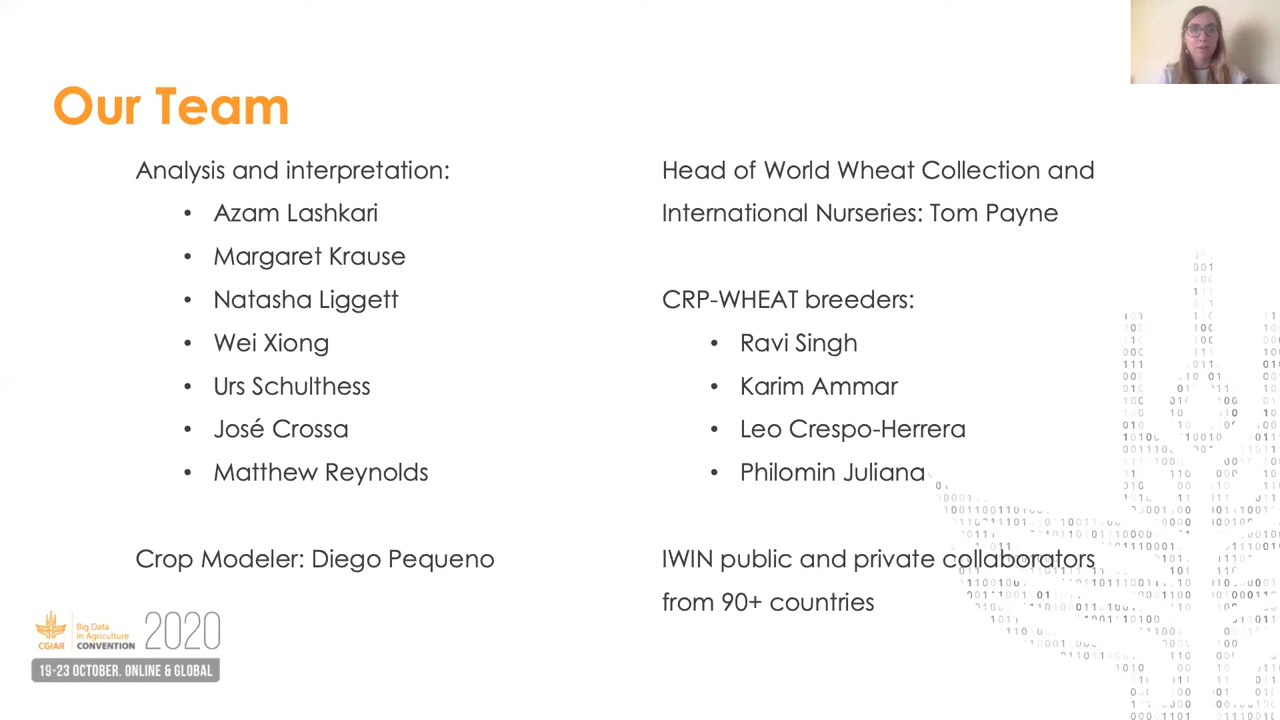 Our Team
Analysis and interpretation:
• Azam Lashkari
• Margaret Krause
• Natasha Liggett
• Wei Xiong
• Urs Schulthess
• José Crossa
• Matthew Reynolds
Crop Modeler: Diego Pequeno
Head of World Wheat Collection and
International Nurseries: Tom Payne
CRP-WHEAT breeders:
• Ravi Singh
• Karim Ammar
• Leo Crespo-Herrera
• Philomin Juliana
IWIN public and private collaborators
from 90+ countries
CGIAR
Big Data
in Agriculture
CONVENTION
2020
19-23 OCTOBER. ONLINE & GLOBAL